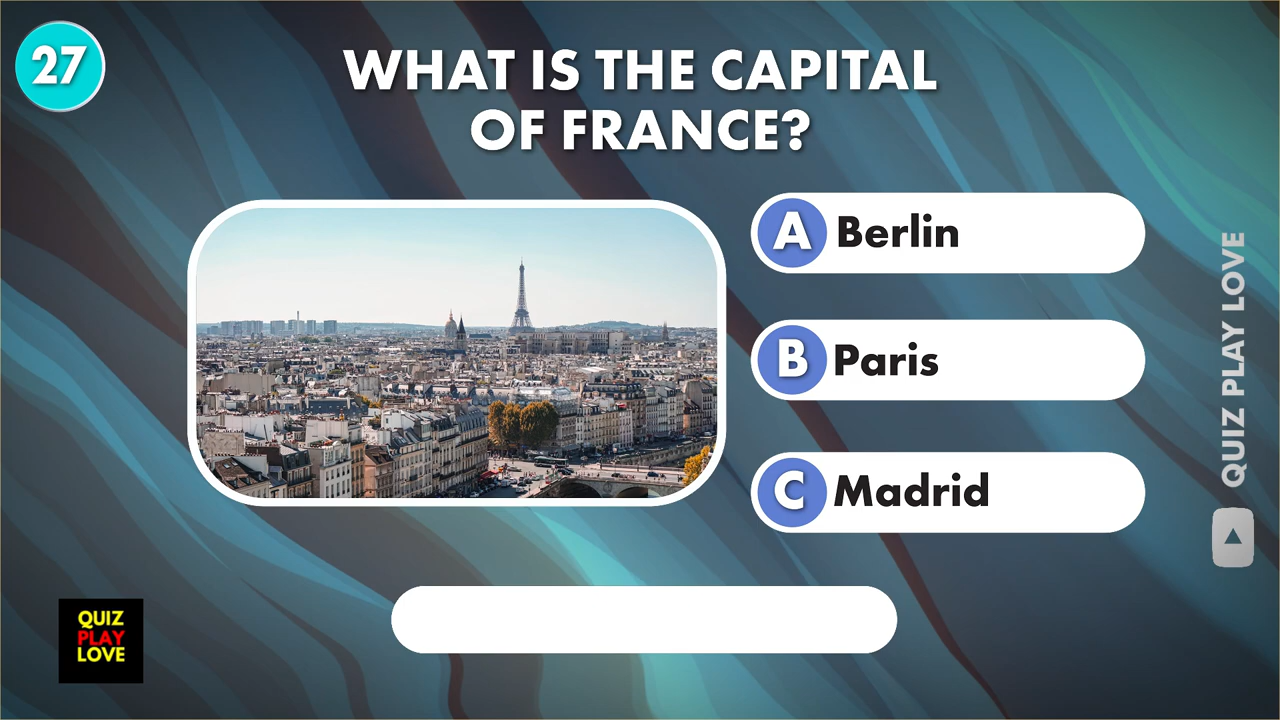 27
WHAT IS THE CAPITAL
OF FRANCE?
A Berlin
B Paris
C Madrid
QUIZ PLAY LOVE
QUIZ
PLAY
LOVE